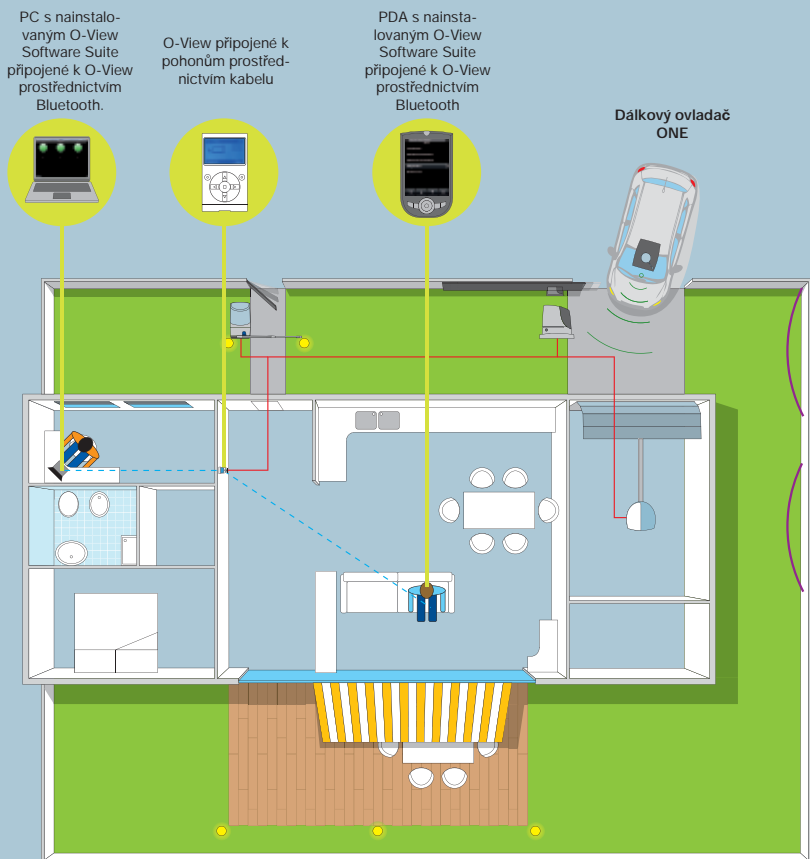 PC s nainstalo-
vaným O-View
Software Suite
připojené k O-View
prostřednictvím
Bluetooth.
O-View připojené k
pohonům prostřed-
nictvím kabelu
PDA s nainsta-
lovaným O-View
Software Suite
připojené k O-View
prostřednictvím
Bluetooth
Dálkový ovladač
ONE